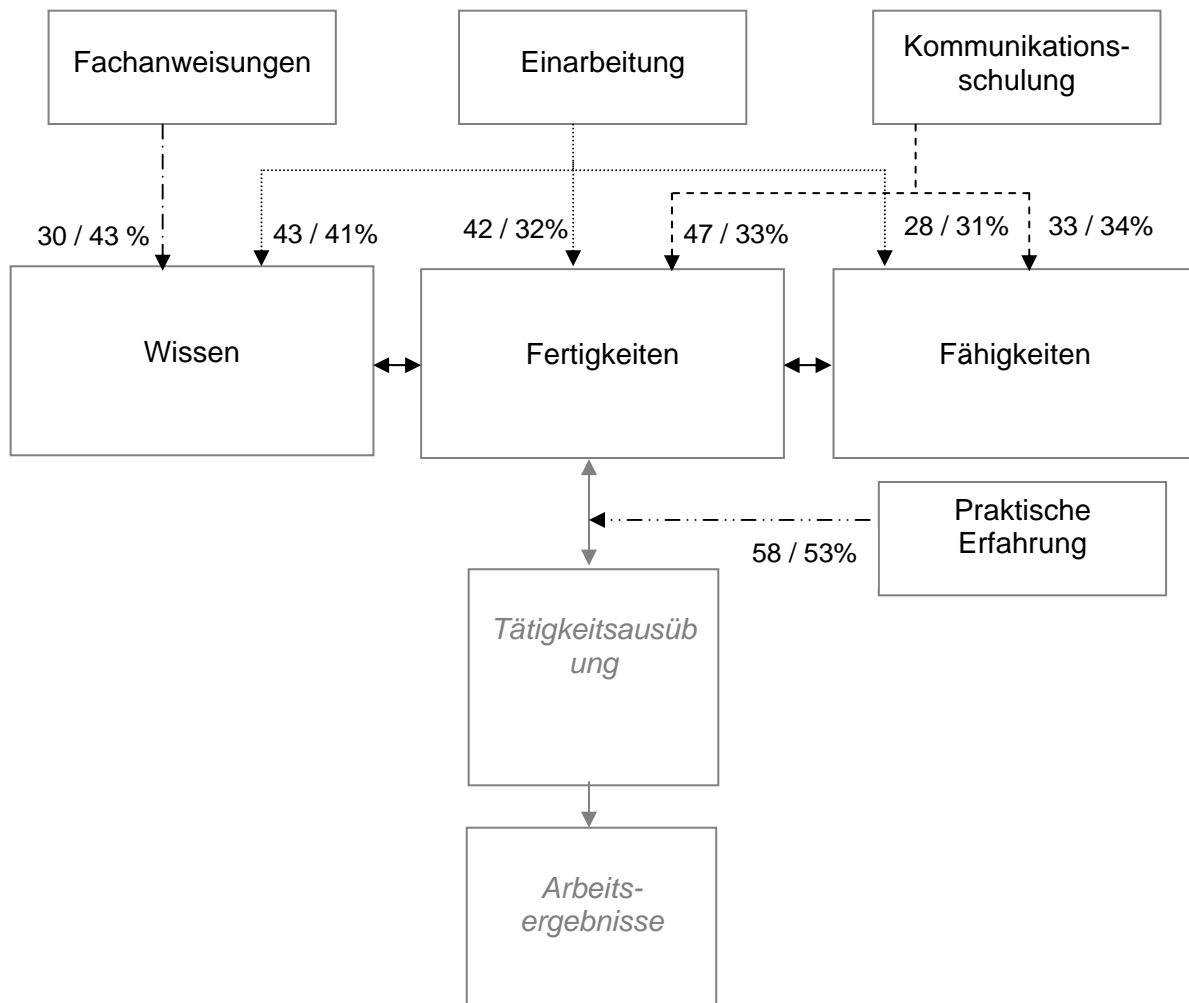 Fachanweisungen
Einarbeitung
Kommunikations-
schulung
30 / 43 %
43 / 41%
42 / 32%
47 / 33%
28 / 31%
33 / 34%
Wissen
Fertigkeiten
Fähigkeiten
Praktische
Erfahrung
58 / 53%
Tätigkeitsausüb
ung
Arbeits-
ergebnisse